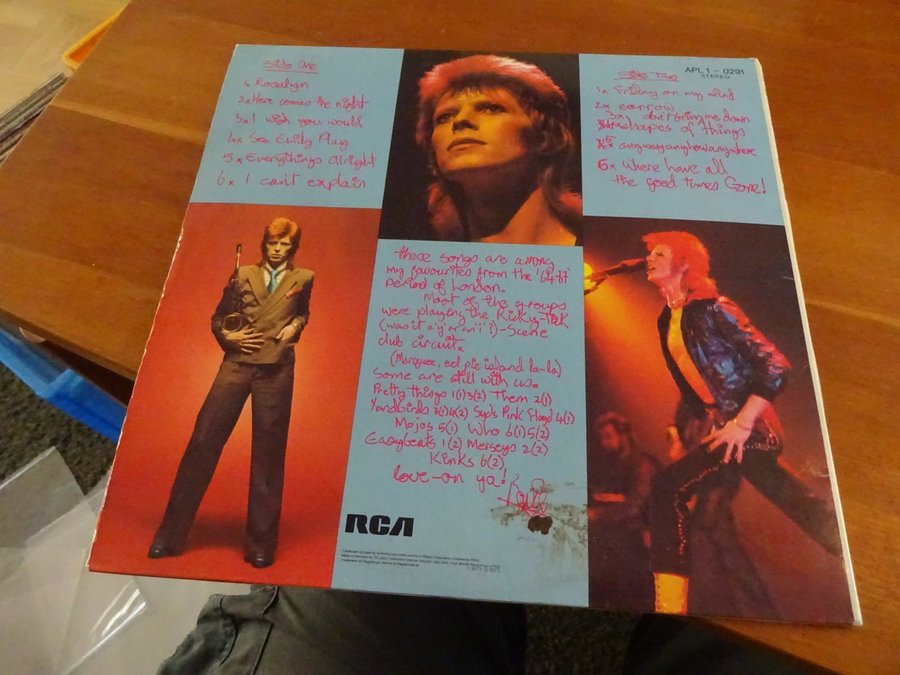 Side One
1x Rosalyn
2x Here comes the night
3x I wish you would
4x See Emily Play
5x Everythings Alright
6x I can't explain
APL 1 - 0291
STEREO
Side Two
1x Friday on my mind
2x sorrow
3x don't bring me down
shapes of things
5x anywayanyhowanywhere
6x Where have all
the good times Gone!
these songs are among
my favourites from the '64-67
period of London.
Most of the groups
were playing the Ricky-Tick
(was it a 'y' or an 'i'?)-Scene
club circuit.
(Marquee, eel pie island la-la)
Some are still with us.
Pretty things 1(1)3(2) Them 2(1)
Yardbirds 3(1)4(2) Syd's Pink Floyd 4(1)
Mojos 5(1) Who 6(1)5(2)
Easybeats 1(2) Merseys 2(2)
Kinks 6(2)
love-on ya!
RCA